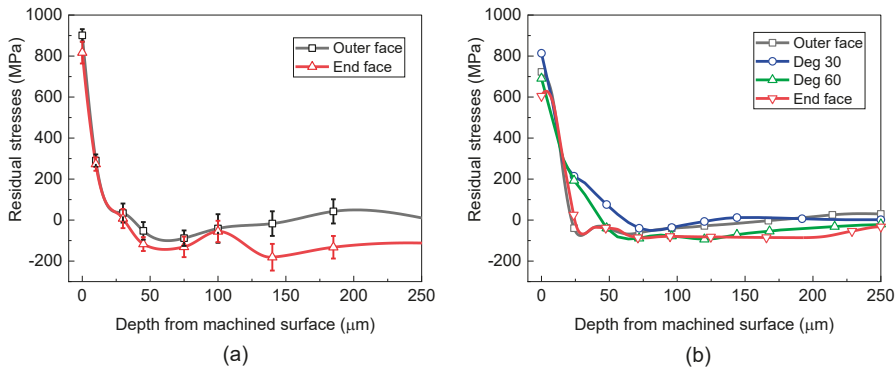 1000
800
600
400
200
0
-200
Residual stresses (MPa)
0 50 100 150 200 250
Depth from machined surface (μm)
Outer face
End face
(a)
1000
800
600
400
200
0
-200
Residual stresses (MPa)
0 50 100 150 200 250
Depth from machined surface (μm)
Outer face
Deg 30
Deg 60
End face
(b)